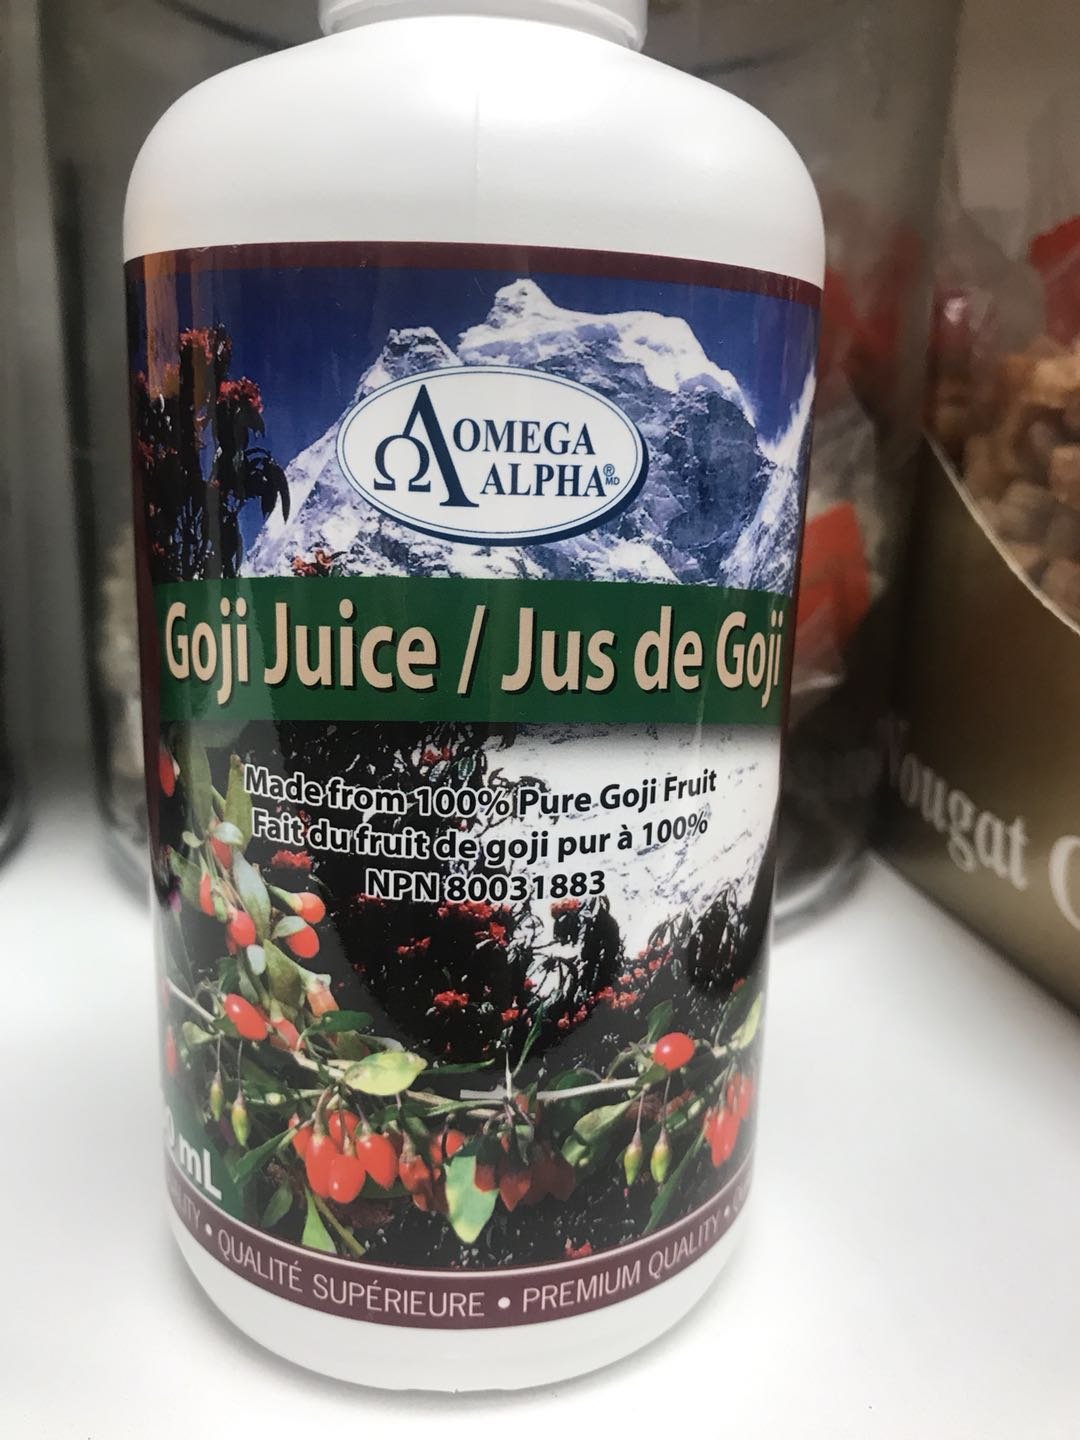 OMEGA
ALPHA® MD
Goji Juice / Jus de Goji
Made from 100% Pure Goji Fruit
Fait du fruit de goji pur à 100%
NPN 80031883
mL
• QUALITÉ SUPÉRIEURE • PREMIUM QUALITY •
Nougat